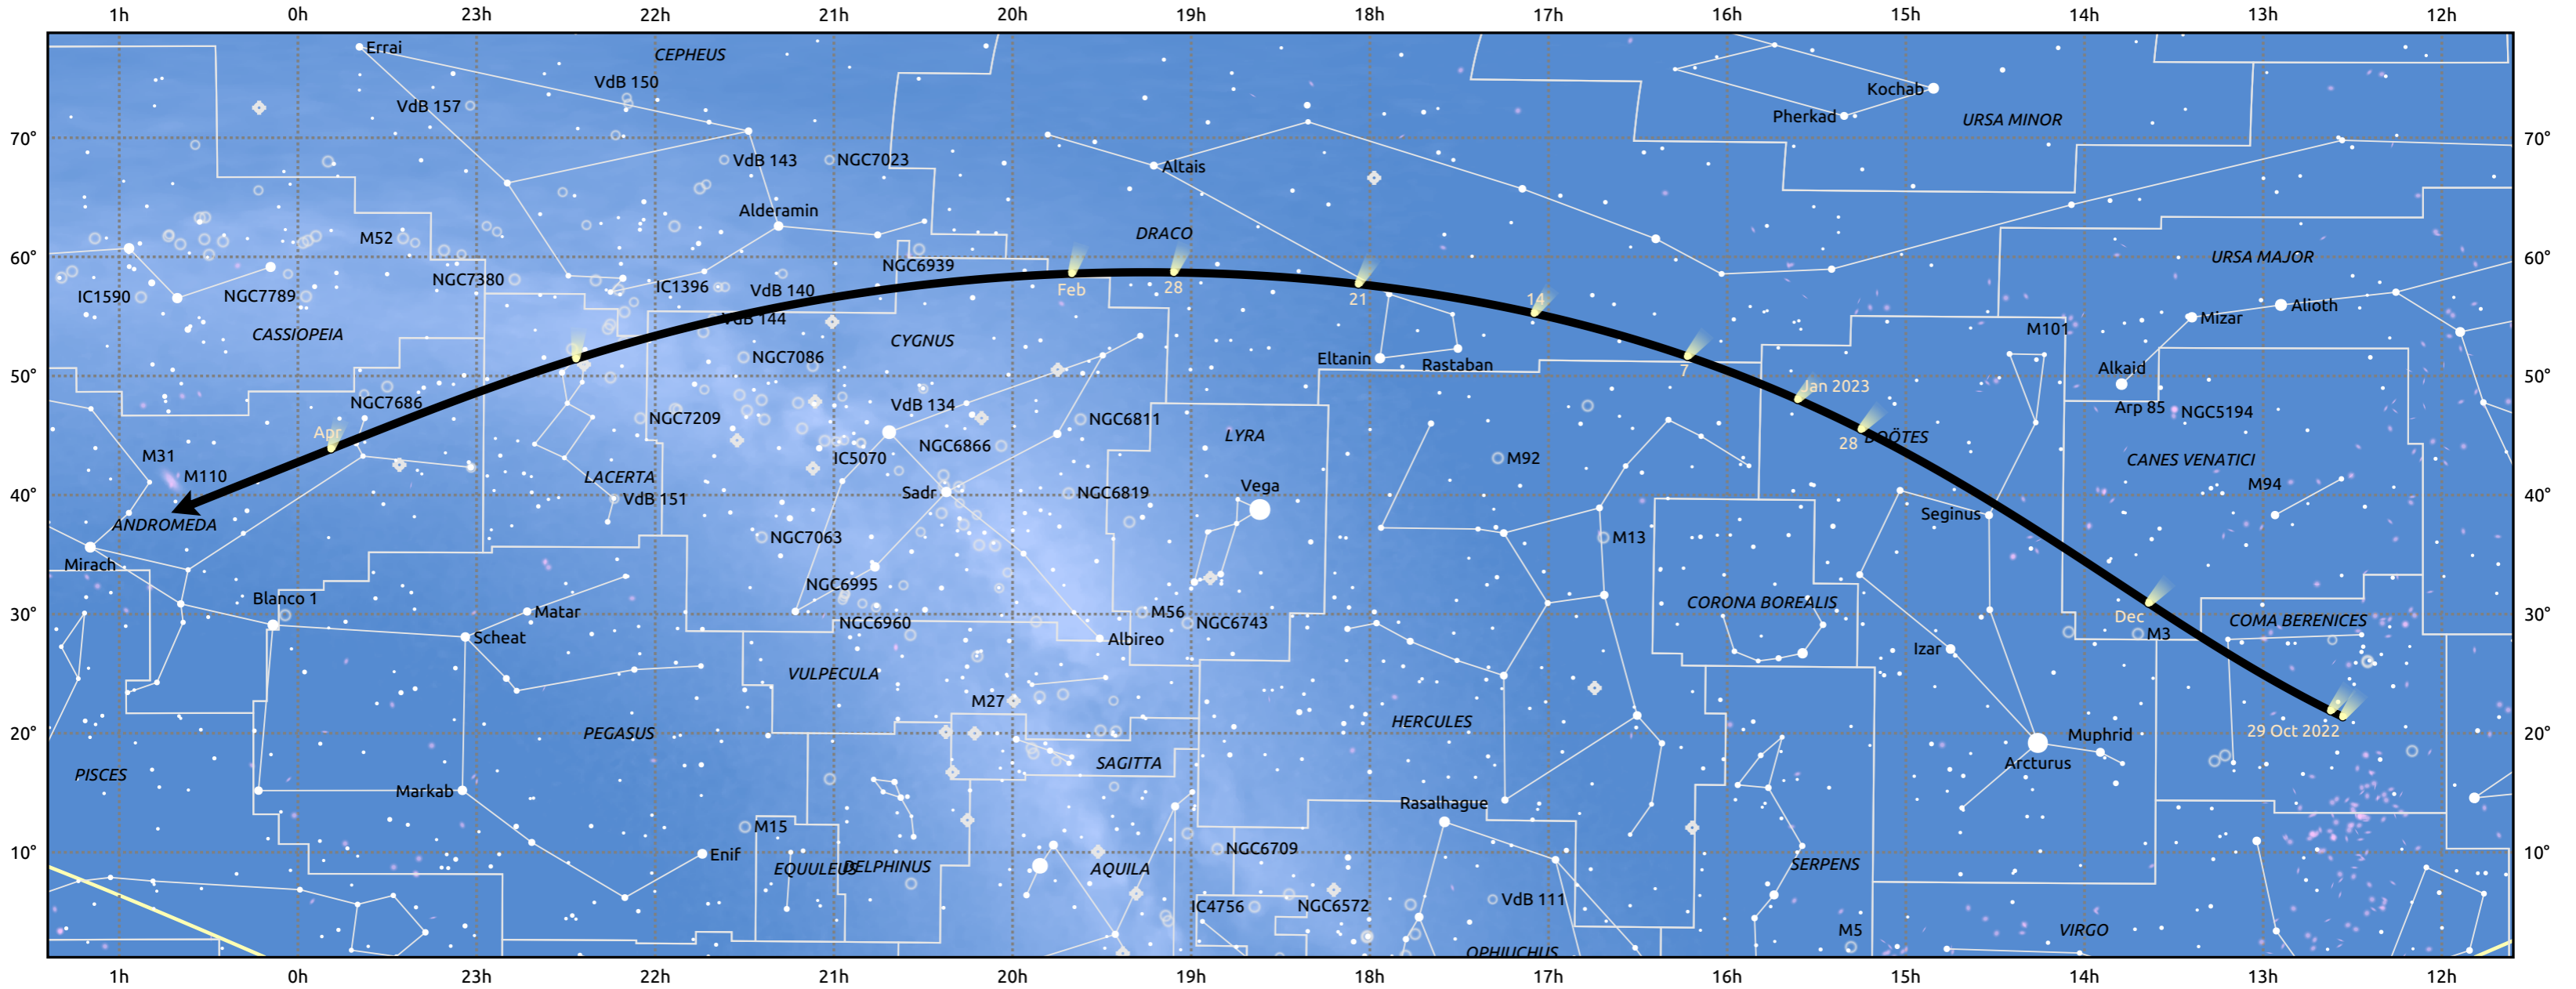 1h 0h 23h 22h 21h 20h 19h 18h 17h 16h 15h 14h 13h 12h
Errai
CEPHEUS
VdB 150
VdB 157
Kochab
Pherkad
URSA MINOR
70°
70°
VdB 143
NGC7023
Altais
Alderamin
M52
DRACO
60°
60°
NGC6939
URSA MAJOR
NGC7380
IC1590
NGC7789
IC1396
VdB 140
Feb
28
21
14
Alioth
Mizar
VdB 144
M101
CASSIOPEIA
CYGNUS
NGC7086
Eltanin
Rastaban
7
Alkaid
50°
50°
Jan 2023
NGC7686
VdB 134
Arp 85
NGC5194
NGC7209
NGC6811
Apr
LYRA
BOÖTES
28
NGC6866
M31
IC5070
M92
CANES VENATICI
M110
LACERTA
M94
40°
40°
VdB 151
Sadr
NGC6819
Vega
Seginus
ANDROMEDA
NGC7063
M13
Mirach
NGC6995
Blanco 1
CORONA BOREALIS
30°
30°
Matar
M56
NGC6743
NGC6960
Dec
COMA BERENICES
M3
Scheat
Albireo
Izar
VULPECULA
M27
HERCULES
20°
20°
PEGASUS
29 Oct 2022
Muphrid
SAGITTA
Arcturus
PISCES
Markab
Rasalhague
M15
10°
10°
Enif
NGC6709
EQUULEUS
DELPHINUS
AQUILA
SERPENS
IC4756
NGC6572
VdB 111
M5
VIRGO
OPHIUCHUS
1h 0h 23h 22h 21h 20h 19h 18h 17h 16h 15h 14h 13h 12h